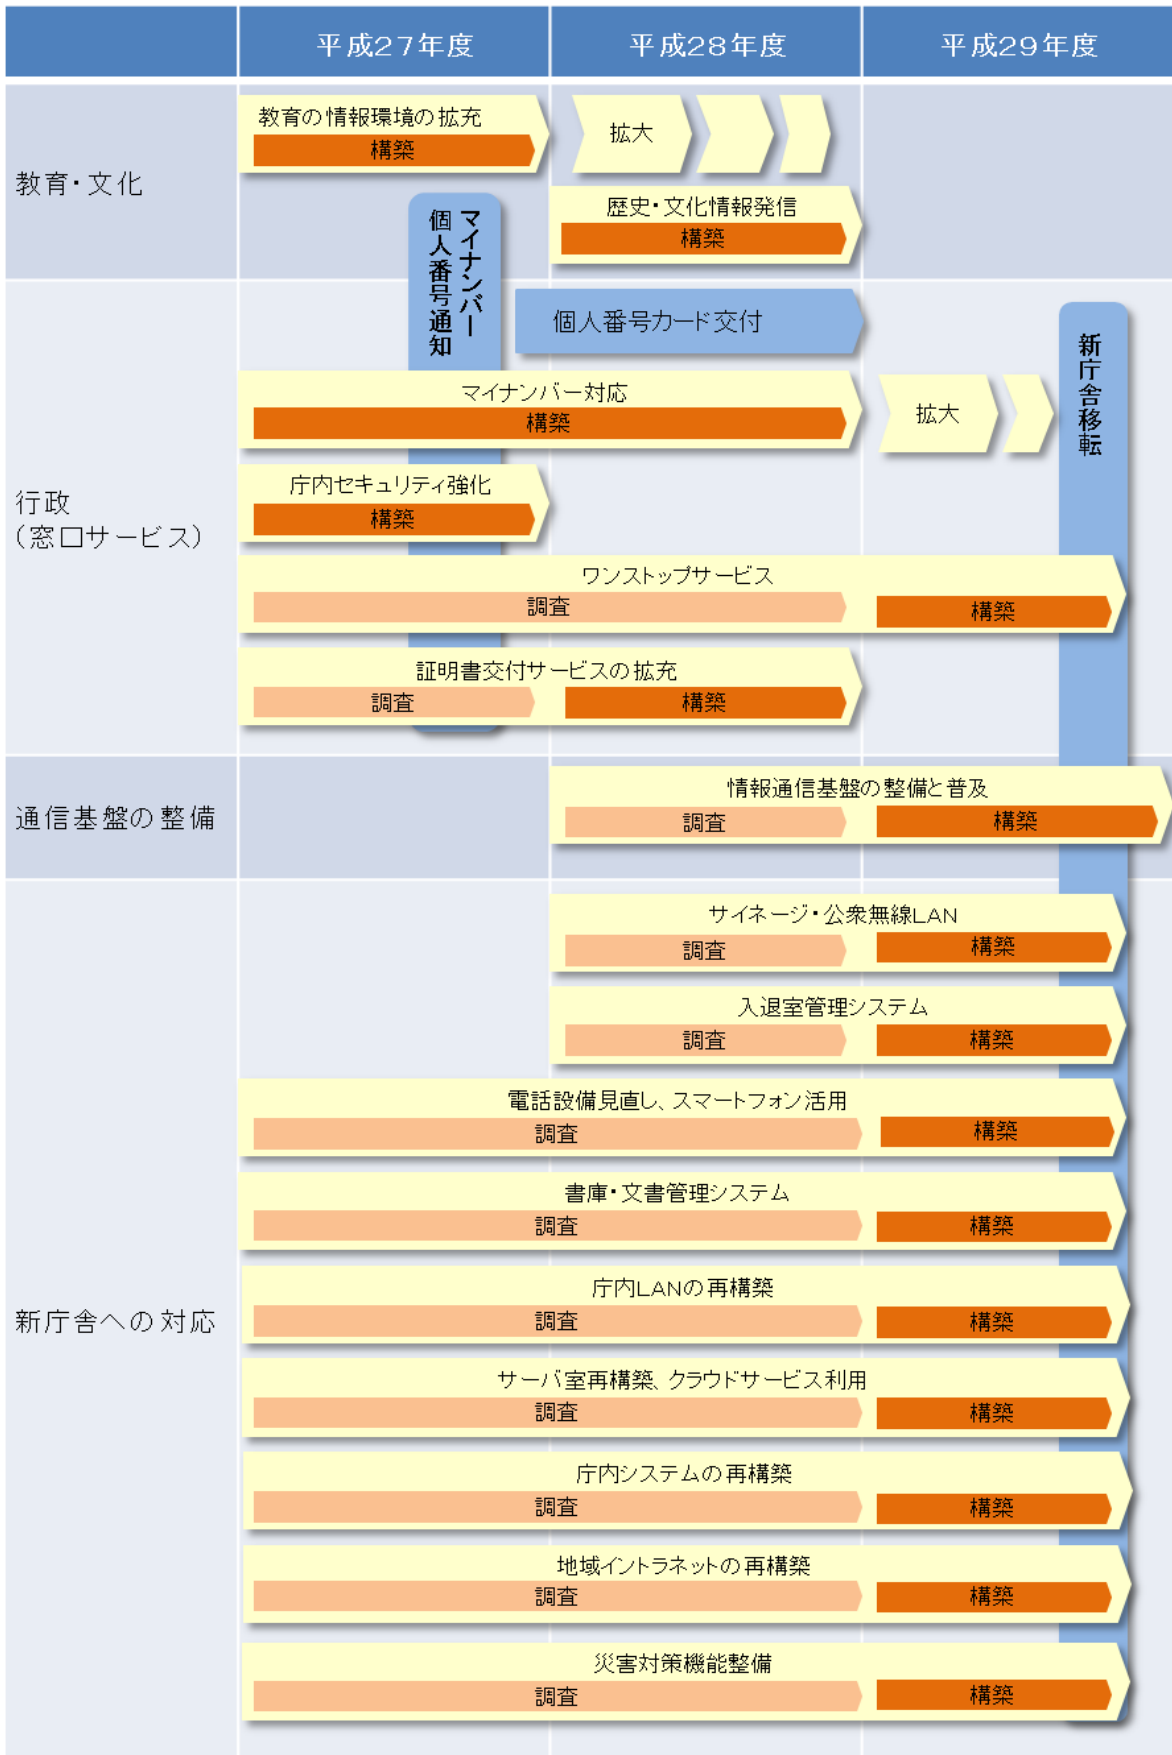 平成27年度
平成28年度
平成29年度
教育・文化
教育の情報環境の拡充
構築
拡大
歴史・文化情報発信
構築
マイナンバー
個人番号通知
行政
（窓口サービス）
個人番号カード交付
新庁舎移転
マイナンバー対応
構築
拡大
庁内セキュリティ強化
構築
ワンストップサービス
調査
構築
証明書交付サービスの拡充
調査
構築
通信基盤の整備
情報通信基盤の整備と普及
調査
構築
新庁舎への対応
サイネージ・公衆無線LAN
調査
構築
入退室管理システム
調査
構築
電話設備見直し、スマートフォン活用
調査
構築
書庫・文書管理システム
調査
構築
庁内LANの再構築
調査
構築
サーバ室再構築、クラウドサービス利用
調査
構築
庁内システムの再構築
調査
構築
地域イントラネットの再構築
調査
構築
災害対策機能整備
調査
構築